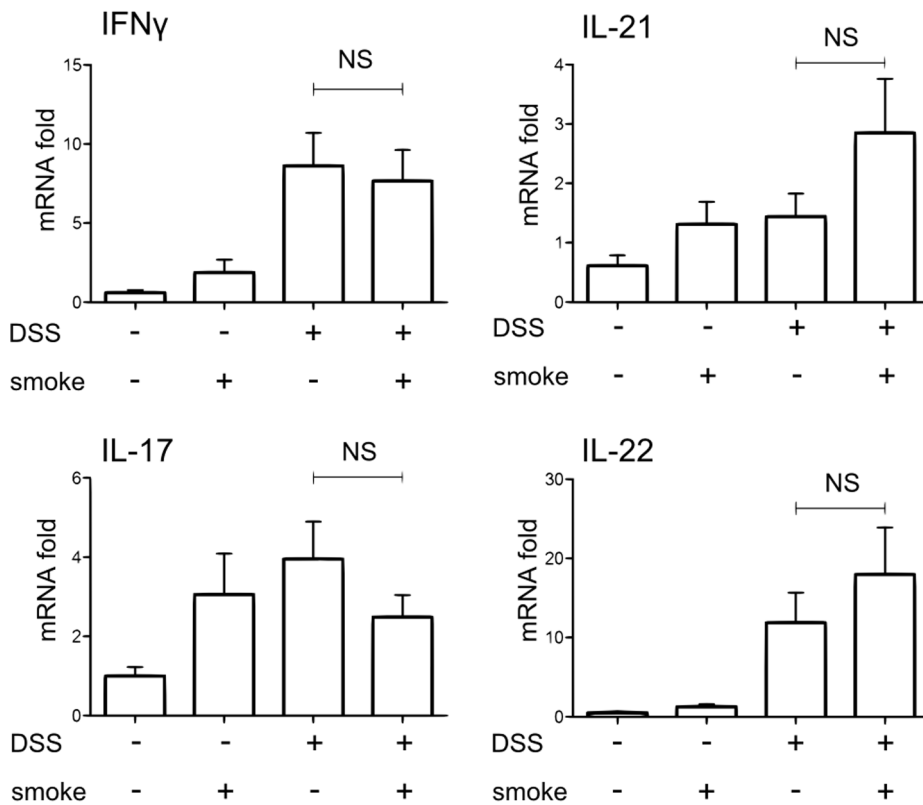 IFNγ
15
10
5
0
mRNA fold
NS
DSS - - + +
smoke - + - +
IL-21
4
3
2
1
0
mRNA fold
NS
- - + +
smoke - + - +
IL-17
6
4
2
0
mRNA fold
NS
DSS - - + +
smoke - + - +
IL-22
30
20
10
0
mRNA fold
NS
DSS - - + +
smoke - + - +